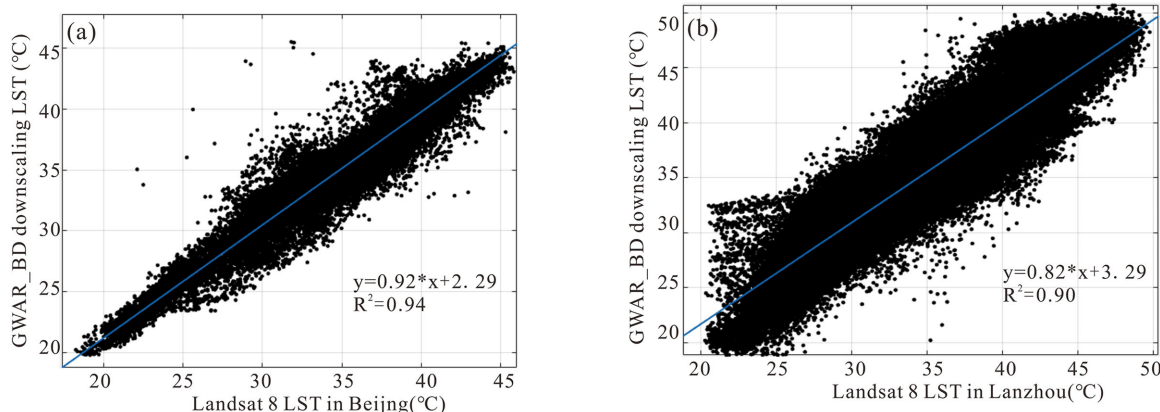 (a)
GWAR_BD downscaling LST (℃)
45
40
35
30
25
20
y=0.92*x+2. 29
R²=0.94
20 25 30 35 40 45
Landsat 8 LST in Beijng(℃)
(b)
GWAR_BD downscaling LST (℃)
50
45
40
35
30
25
20
y=0.82*x+3.29
R²=0.90
20 25 30 35 40 45 50
Landsat 8 LST in Lanzhou(℃)